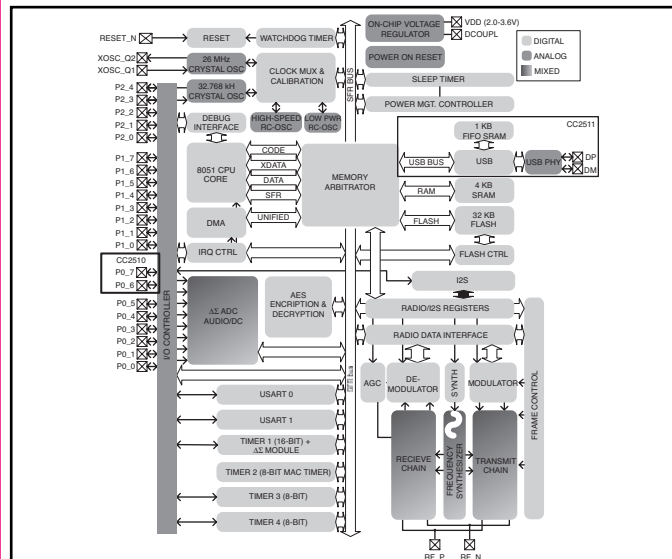 RESET_N
RESET
WATCHDOG TIMER
ON-CHIP VOLTAGE
REGULATOR
VDD (2.0-3.6V)
DCOUPL
DIGITAL
ANALOG
MIXED
XOSC_Q2
XOSC_Q1
26 MHz
CRYSTAL OSC
CLOCK MUX &
CALIBRATION
SFR BUS
POWER ON RESET
SLEEP TIMER
POWER MGT. CONTROLLER
P2_4
P2_3
P2_2
P2_1
P2_0
32.768 kH
CRYSTAL OSC
DEBUG
INTERFACE
HIGH-SPEED
RC-OSC
LOW PWR
RC-OSC
1 KB
FIFO SRAM
CC2511
P1_7
P1_6
P1_5
P1_4
P1_3
P1_2
P1_1
P1_0
8051 CPU
CORE
CODE
XDATA
DATA
SFR
MEMORY
ARBITRATOR
USB BUS
USB
USB PHY
DP
DM
RAM
4 KB
SRAM
DMA
UNIFIED
FLASH
32 KB
FLASH
IRQ CTRL
FLASH CTRL
CC2510
P0_7
P0_6
I2S
P0_5
P0_4
P0_3
P0_2
P0_1
P0_0
I/O CONTROLLER
ΔΣ ADC
AUDIO/DC
AES
ENCRIPTION &
DECRYPTION
RADIO/I2S REGISTERS
RADIO DATA INTERFACE
USART 0
USART 1
TIMER 1 (16-BIT) +
ΔΣ MODULE
TIMER 2 (8-BIT MAC TIMER)
TIMER 3 (8-BIT)
TIMER 4 (8-BIT)
AGC
DE-
MODULATOR
SYNTH
MODULATOR
FRAME CONTROL
RECIEVE
CHAIN
FREQUENCY
SYNTHESIZER
TRANSMIT
CHAIN
RF_P
RF_N